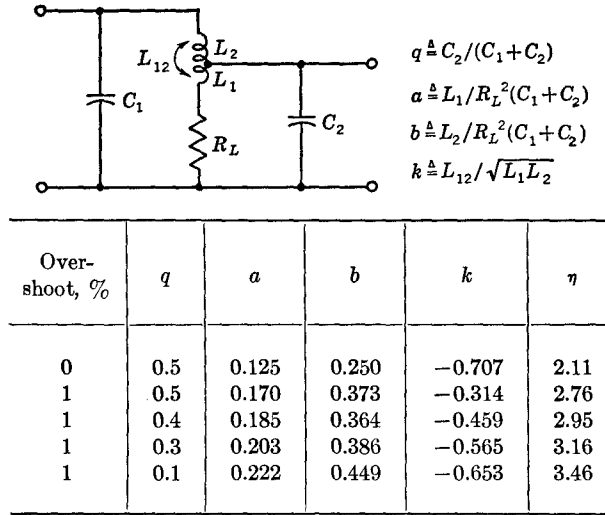 L₁₂
L₂
L₁
C₁
R_L
C₂
q ≜ C₂/(C₁+C₂)
a ≜ L₁/R_L²(C₁+C₂)
b ≜ L₂/R_L²(C₁+C₂)
k ≜ L₁₂/√L₁L₂
Over-
shoot, % q a b k η
0 0.5 0.125 0.250 −0.707 2.11
1 0.5 0.170 0.373 −0.314 2.76
1 0.4 0.185 0.364 −0.459 2.95
1 0.3 0.203 0.386 −0.565 3.16
1 0.1 0.222 0.449 −0.653 3.46